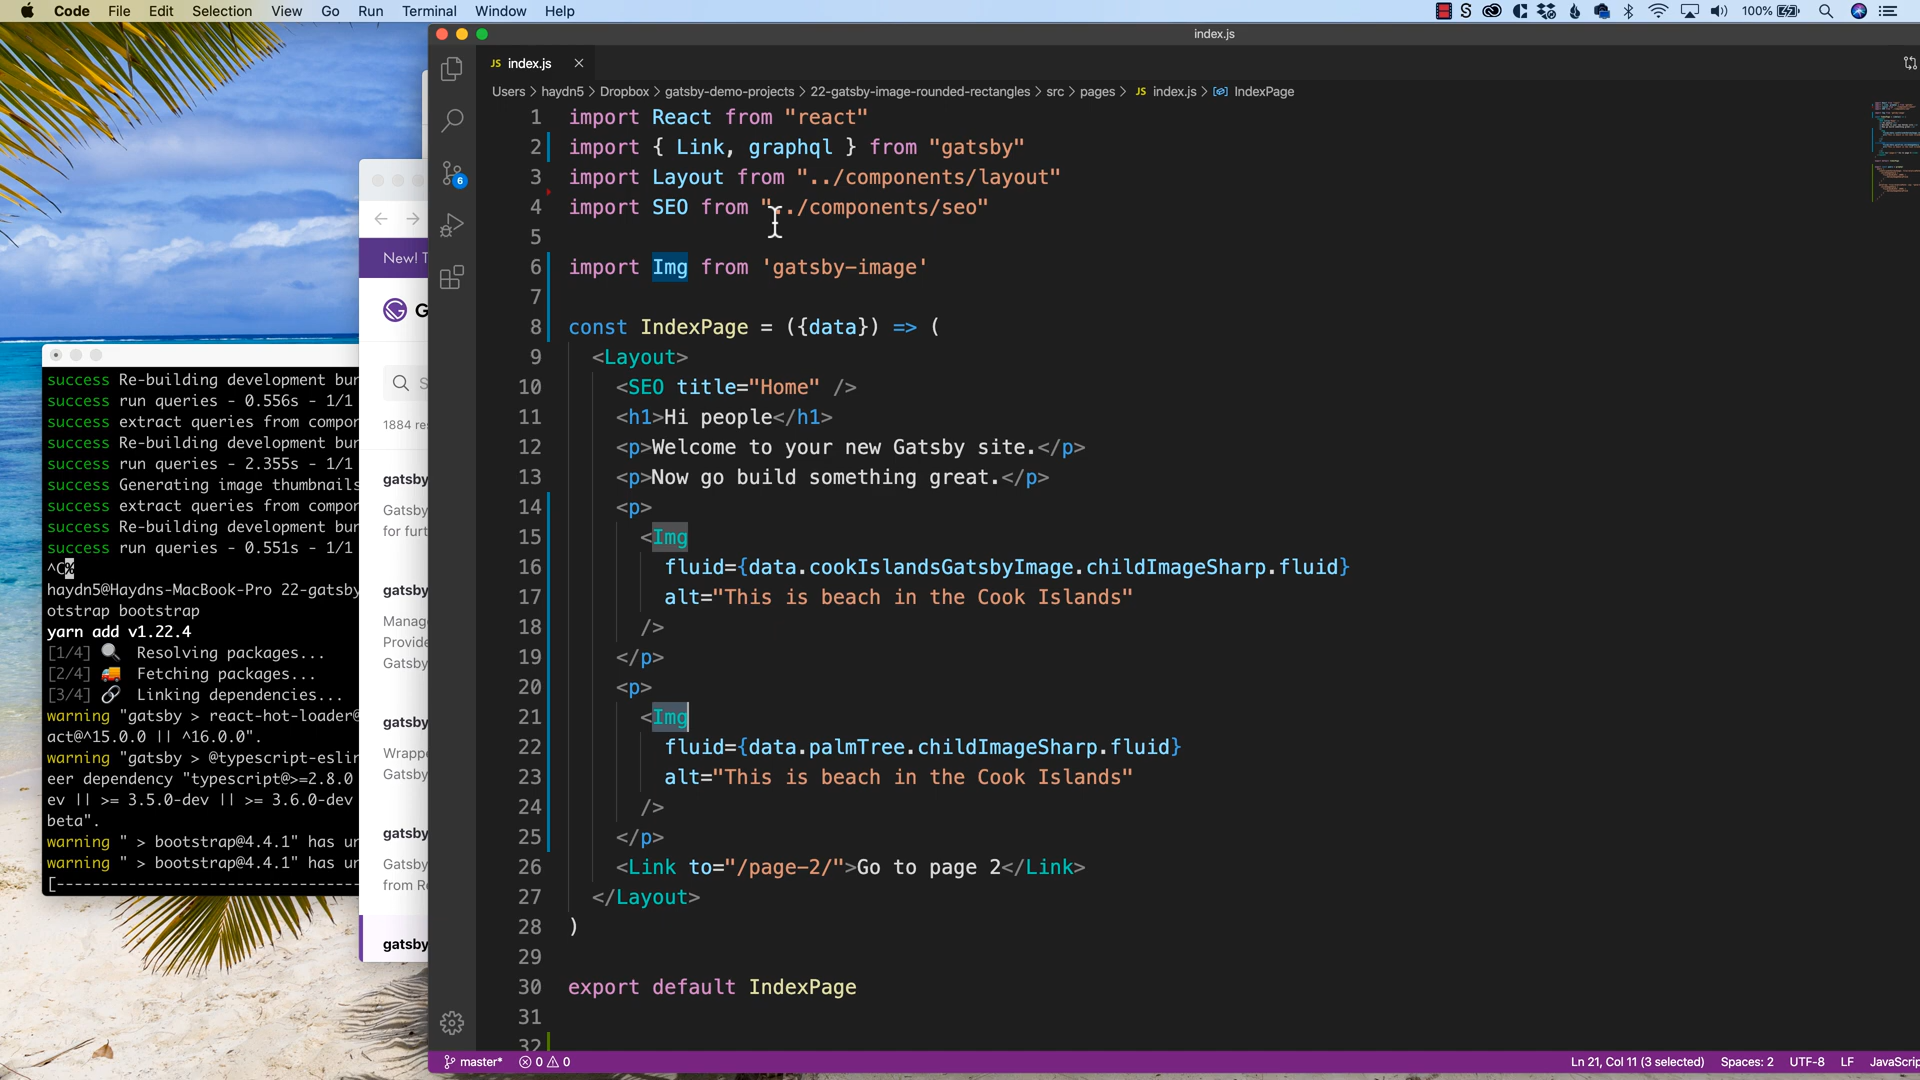 Code File Edit Selection View Go Run Terminal Window Help
100%
index.js
JS index.js
Users > haydn5 > Dropbox > gatsby-demo-projects > 22-gatsby-image-rounded-rectangles > src > pages > JS index.js > IndexPage
1 import React from "react"
2 import { Link, graphql } from "gatsby"
3 import Layout from "../components/layout"
4 import SEO from "../components/seo"
5
6 import Img from 'gatsby-image'
7
8 const IndexPage = ({data}) => (
9 <Layout>
10 <SEO title="Home" />
11 <h1>Hi people</h1>
12 <p>Welcome to your new Gatsby site.</p>
13 <p>Now go build something great.</p>
14 <p>
15 <Img
16 fluid={data.cookIslandsGatsbyImage.childImageSharp.fluid}
17 alt="This is beach in the Cook Islands"
18 />
19 </p>
20 <p>
21 <Img
22 fluid={data.palmTree.childImageSharp.fluid}
23 alt="This is beach in the Cook Islands"
24 />
25 </p>
26 <Link to="/page-2/">Go to page 2</Link>
27 </Layout>
28 )
29
30 export default IndexPage
31
32
6
master* 0 0
Ln 21, Col 11 (3 selected) Spaces: 2 UTF-8 LF
New!
G
S
1884
gatsby
Gatsby
for
gatsby
Manag
Provide
Gatsby
gatsby
Wrapp
Gatsby
gatsby
Gatsby
from
gatsby
success Re-building development
success run queries - 0.556s - 1/1
success extract queries from
success Re-building development
success run queries - 2.355s - 1/1
success Generating image thumbnails
success extract queries from
success Re-building development
success run queries - 0.551s - 1/1
^C%
haydn5@Haydns-MacBook-Pro 22-gatsby
otstrap bootstrap
yarn add v1.22.4
[1/4] 🔍 Resolving packages...
[2/4] 🚚 Fetching packages...
[3/4] 🔗 Linking dependencies...
warning "gatsby > react-hot-loader@
act@^15.0.0 || ^16.0.0".
warning "gatsby > @typescript-eslin
eer dependency "typescript@>=2.8.0
ev || >= 3.5.0-dev || >= 3.6.0-dev
beta".
warning " > bootstrap@4.4.1" has
warning " > bootstrap@4.4.1" has
[--------------------------